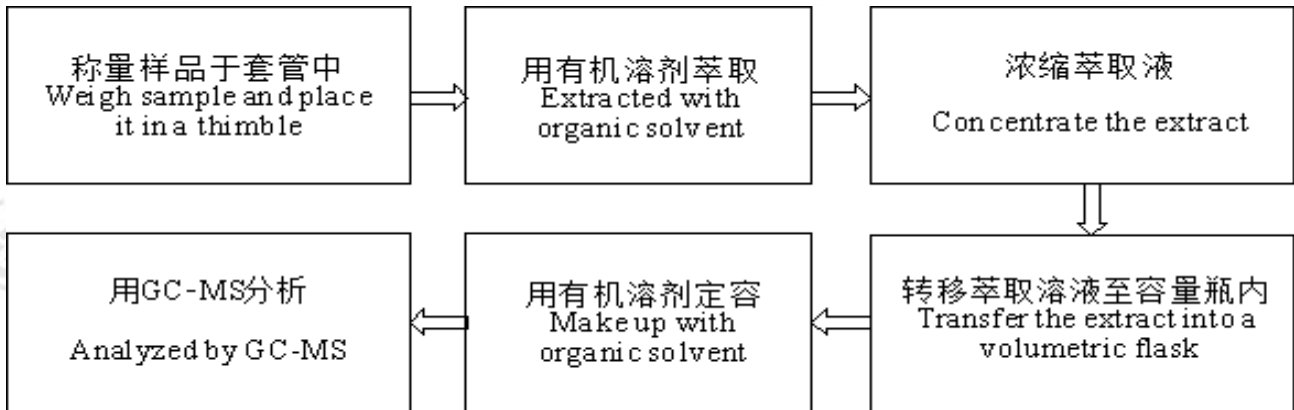 称量样品于套管中
Weigh sample and place
it in a thimble
用有机溶剂萃取
Extracted with
organic solvent
浓缩萃取液
Concentrate the extract
转移萃取溶液至容量瓶内
Transfer the extract into a
volumetric flask
用有机溶剂定容
Make up with
organic solvent
用GC-MS分析
Analyzed by GC-MS